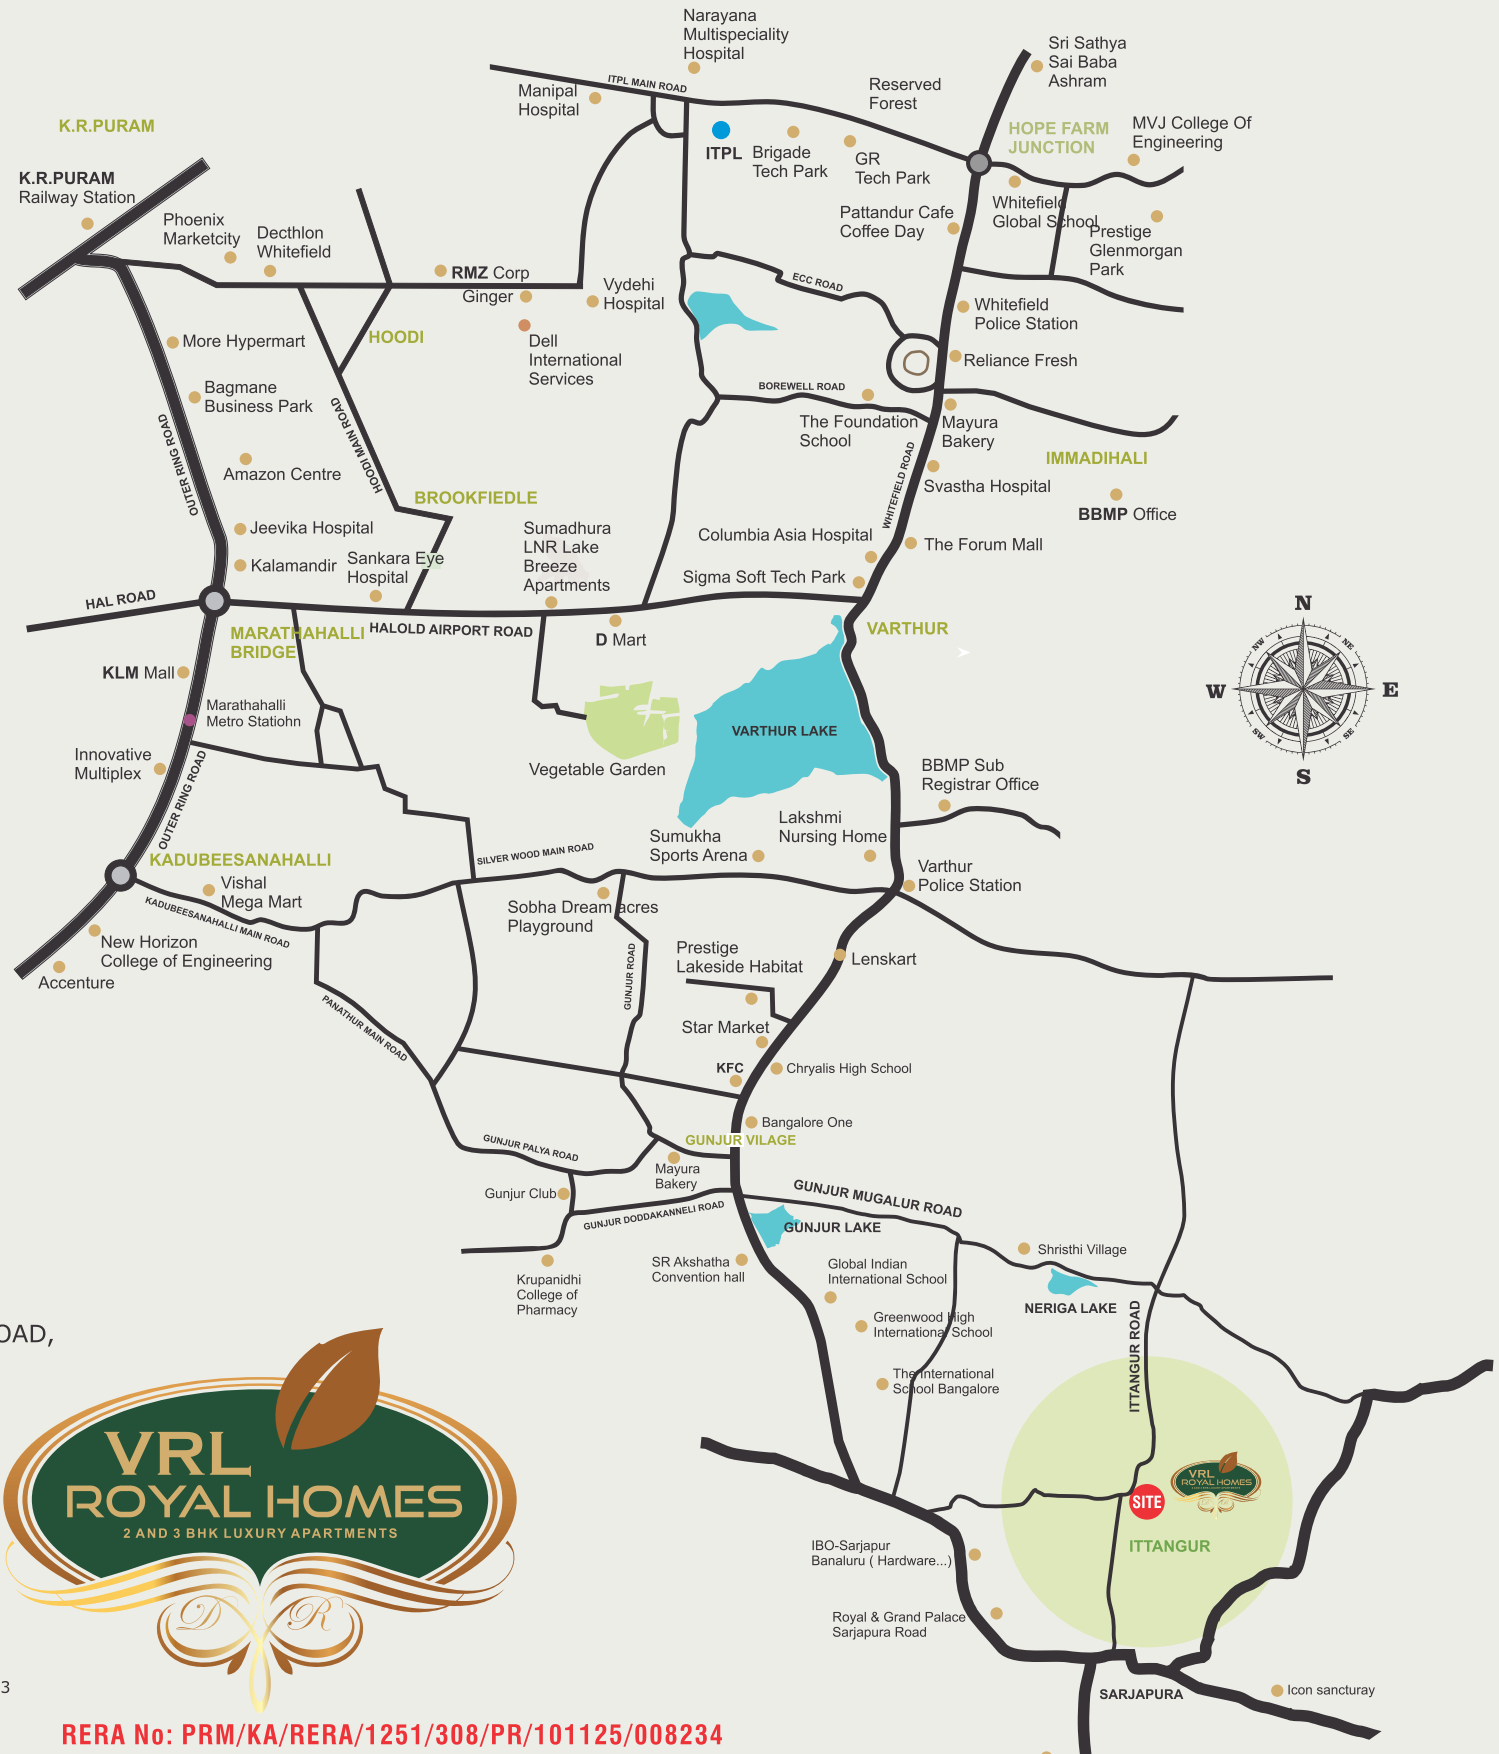 Narayana
Multispeciality
Hospital
Sri Sathya
Sai Baba
Ashram
ITPL MAIN ROAD
Manipal
Hospital
Reserved
Forest
K.R.PURAM
HOPE FARM
JUNCTION
MVJ College Of
Engineering
ITPL
Brigade
Tech Park
GR
Tech Park
K.R.PURAM
Railway Station
Whitefield
Global School
Pattandur Cafe
Coffee Day
Phoenix
Marketcity
Decthlon
Whitefield
Prestige
Glenmorgan
Park
RMZ Corp
Ginger
Vydehi
Hospital
ECC ROAD
Whitefield
Police Station
HOODI
More Hypermart
Dell
International
Services
Reliance Fresh
BOREWELL ROAD
Bagmane
Business Park
HOODI MAIN ROAD
OUTER RING ROAD
The Foundation
School
Mayura
Bakery
WHITEFIELD ROAD
IMMADIHALI
Amazon Centre
Svastha Hospital
BROOKFIEDLE
BBMP Office
Jeevika Hospital
Sumadhura
LNR Lake
Breeze
Apartments
Columbia Asia Hospital
The Forum Mall
Kalamandir
Sankara Eye
Hospital
Sigma Soft Tech Park
HAL ROAD
MARATHAHALLI
BRIDGE
HALOLD AIRPORT ROAD
D Mart
VARTHUR
N
NW
NE
W
E
SW
SE
S
KLM Mall
Marathahalli
Metro Statiohn
VARTHUR LAKE
Innovative
Multiplex
OUTER RING ROAD
Vegetable Garden
BBMP Sub
Registrar Office
Lakshmi
Nursing Home
Sumukha
Sports Arena
KADUBEESANAHALLI
SILVER WOOD MAIN ROAD
Varthur
Police Station
Vishal
Mega Mart
KADUBEESANAHALLI MAIN ROAD
Sobha Dream acres
Playground
New Horizon
College of Engineering
Accenture
GUNJUR ROAD
Prestige
Lakeside Habitat
Lenskart
PANATHUR MAIN ROAD
Star Market
KFC
Chryalis High School
Bangalore One
GUNJUR VILAGE
GUNJUR PALYA ROAD
Mayura
Bakery
Gunjur Club
GUNJUR DODDAKANNELI ROAD
GUNJUR MUGALUR ROAD
GUNJUR LAKE
SR Akshatha
Convention hall
Krupanidhi
College of
Pharmacy
Global Indian
International School
Shristhi Village
NERIGA LAKE
Greenwood High
International School
ITTANGUR ROAD
The International
School Bangalore
OAD,
VRL
ROYAL HOMES
2 AND 3 BHK LUXURY APARTMENTS
D R
VRL
ROYAL HOMES
SITE
ITTANGUR
IBO-Sarjapur
Banaluru ( Hardware...)
Royal & Grand Palace
Sarjapura Road
SARJAPURA
Icon sancturay
3
RERA No: PRM/KA/RERA/1251/308/PR/101125/008234